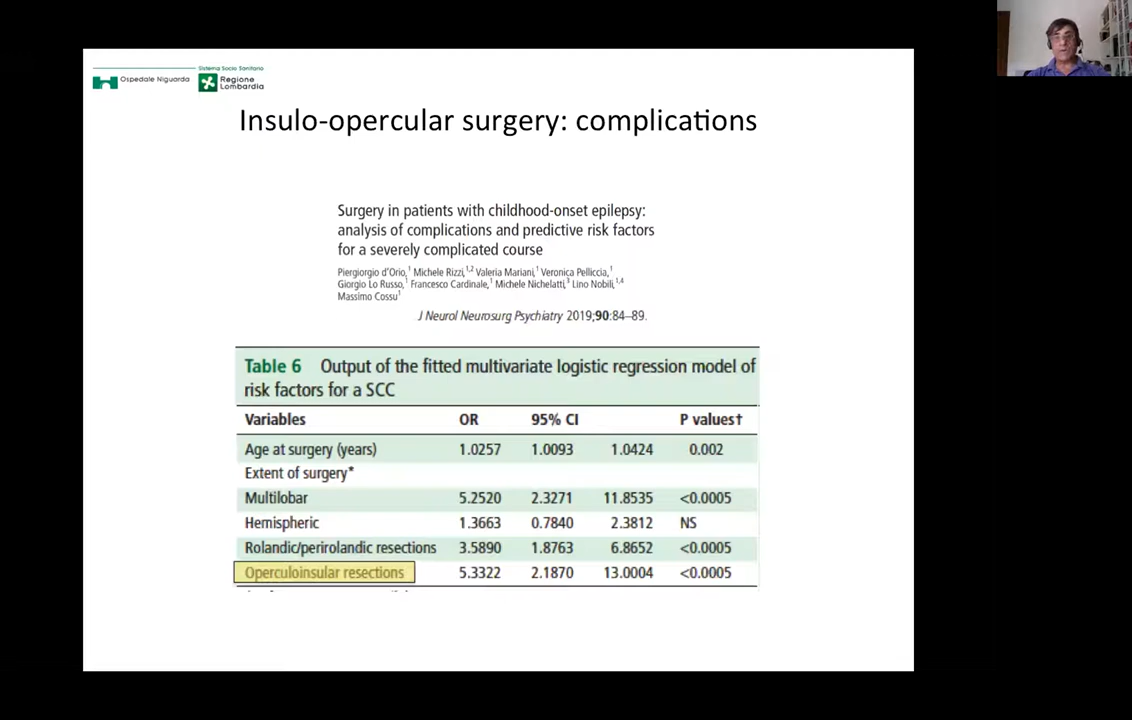 Ospedale Niguarda
Sistema Socio Sanitario
Regione
Lombardia
Insulo-opercular surgery: complications
Surgery in patients with childhood-onset epilepsy:
analysis of complications and predictive risk factors
for a severely complicated course
Piergiorgio d'Orio,1 Michele Rizzi,1,2 Valeria Mariani,1 Veronica Pelliccia,1
Giorgio Lo Russo,1 Francesco Cardinale,1 Michele Nichelatti,3 Lino Nobili,1,4
Massimo Cossu1
J Neurol Neurosurg Psychiatry 2019;90:84–89.
Table 6 Output of the fitted multivariate logistic regression model of
risk factors for a SCC
Variables OR 95% CI P values†
Age at surgery (years) 1.0257 1.0093 1.0424 0.002
Extent of surgery*
Multilobar 5.2520 2.3271 11.8535 <0.0005
Hemispheric 1.3663 0.7840 2.3812 NS
Rolandic/perirolandic resections 3.5890 1.8763 6.8652 <0.0005
Operculoinsular resections 5.3322 2.1870 13.0004 <0.0005